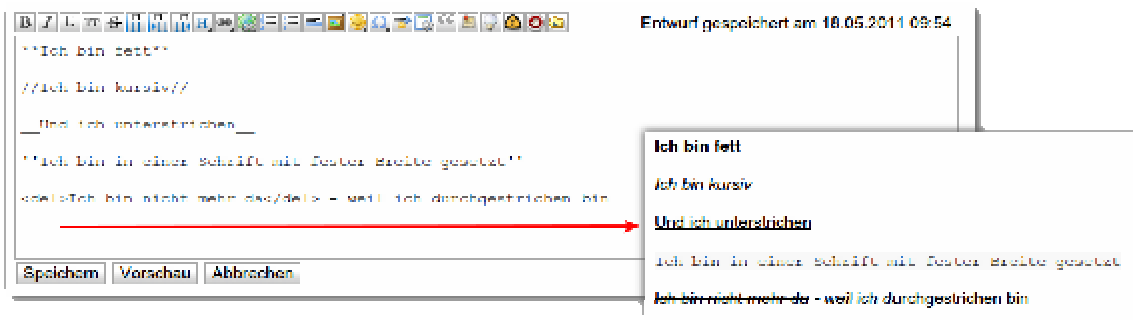 Entwurf gespeichert am 18.05.2011 09:54
**Ich bin fett**
//Ich bin kursiv//
__Und ich unterstrichen__
''Ich bin in einer Schrift mit fester Breite gesetzt''
<del>Ich bin nicht mehr da</del> - weil ich durchgestrichen bin
Speichern Vorschau Abbrechen
Ich bin fett
Ich bin kursiv
Und ich unterstrichen
Ich bin in einer Schrift mit fester Breite gesetzt
Ich bin nicht mehr da - weil ich durchgestrichen bin